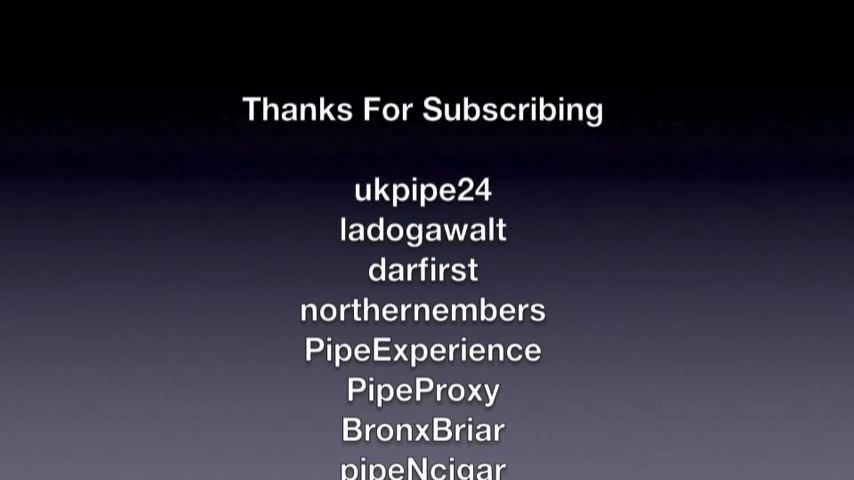 Thanks For Subscribing
ukpipe24
ladogawalt
darfirst
northernembers
PipeExperience
PipeProxy
BronxBriar
pipeNcigar